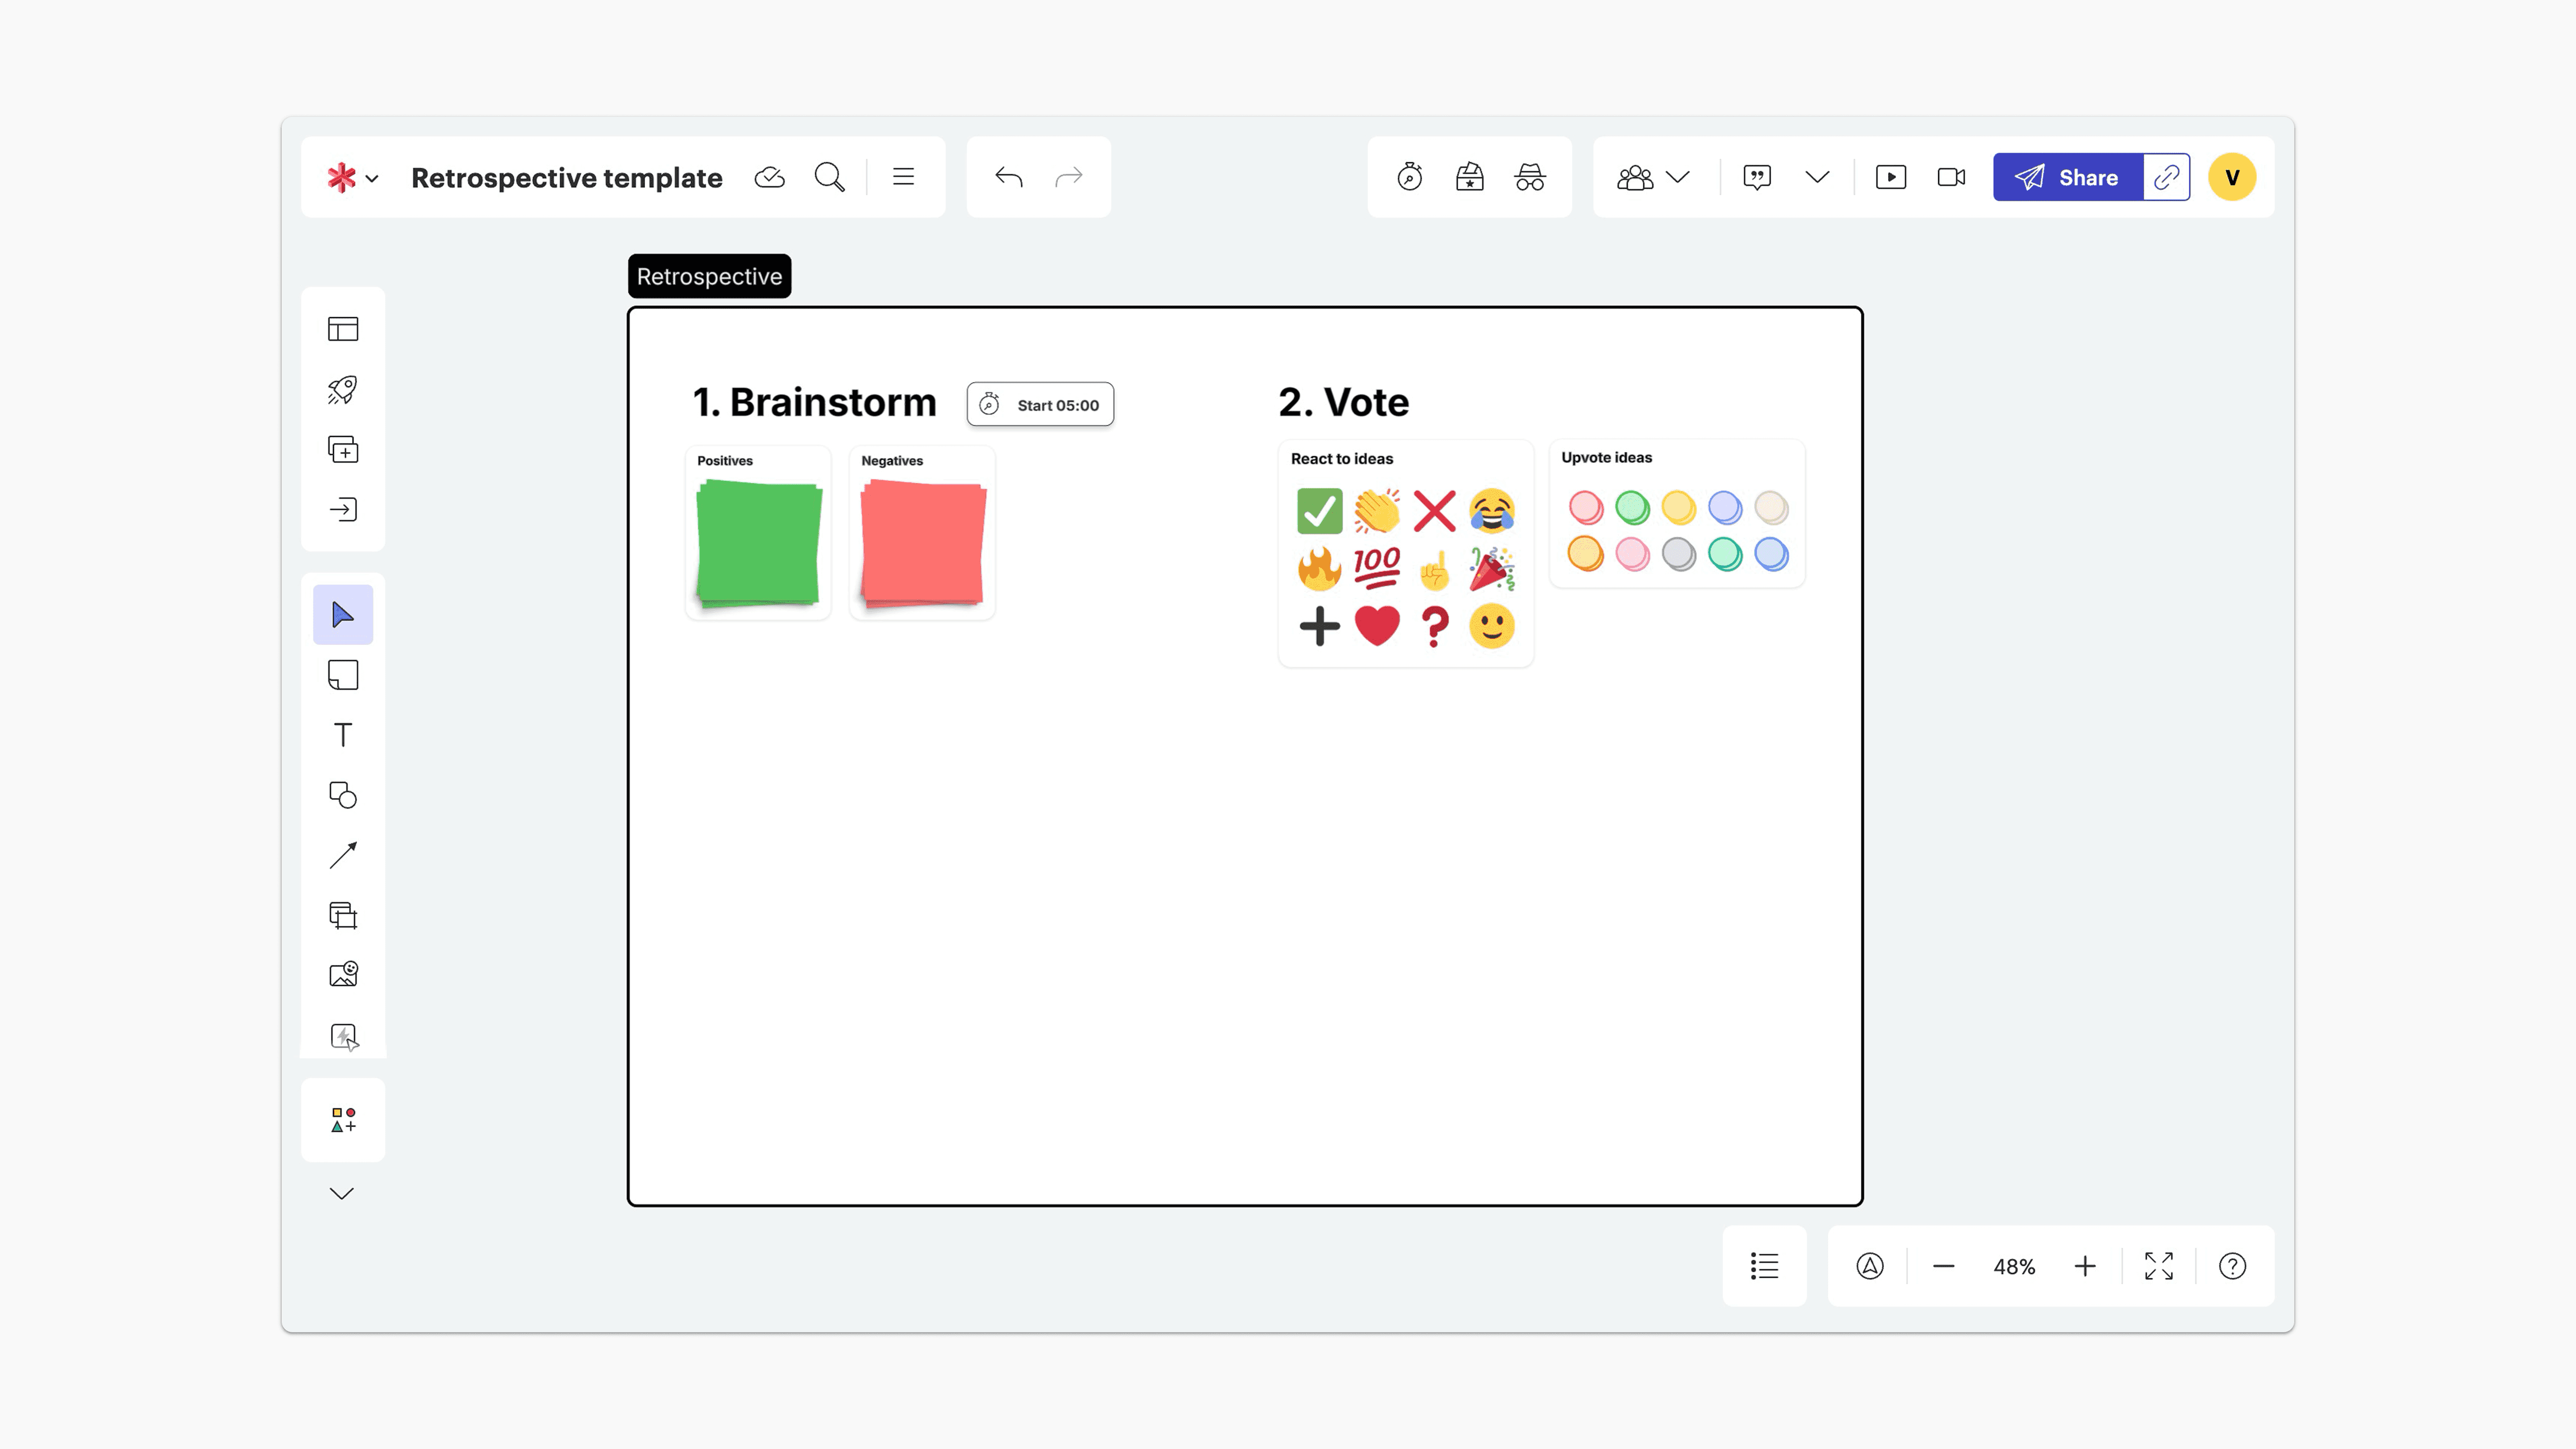 Retrospective template
Share
V
Retrospective
1. Brainstorm
Start 05:00
2. Vote
Positives
Negatives
React to ideas
Upvote ideas
100
48%